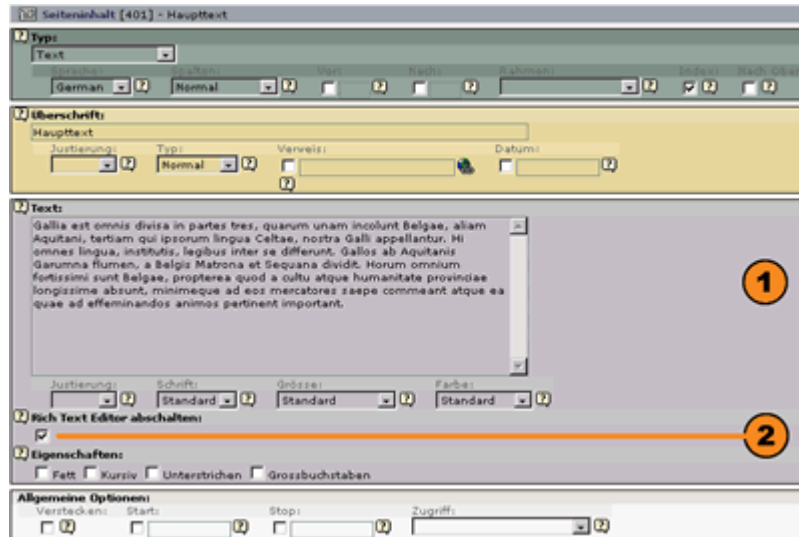 Seiteninhalt [401] - Haupttext
Typ:
Text
Sprache: Spalten: Vor: Nach: Rahmen: Index: Nach Oben
German Normal
Überschrift:
Haupttext
Justierung: Typ: Verweis: Datum:
Normal
Text:
Gallia est omnis divisa in partes tres, quarum unam incolunt Belgae, aliam
Aquitani, tertiam qui ipsorum lingua Celtae, nostra Galli appellantur. Hi
omnes lingua, institutis, legibus inter se differunt. Gallos ab Aquitanis
Garumna flumen, a Belgis Matrona et Sequana dividit. Horum omnium
fortissimi sunt Belgae, propterea quod a cultu atque humanitate provinciae
longissime absunt, minimeque ad eos mercatores saepe commeant atque ea
quae ad effeminandos animos pertinent important.
1
Justierung: Schrift: Grösse: Farbe:
Standard Standard Standard
Rich Text Editor abschalten:
2
Eigenschaften:
Fett Kursiv Unterstrichen Grossbuchstaben
Allgemeine Optionen:
Verstecken: Start: Stop: Zugriff: